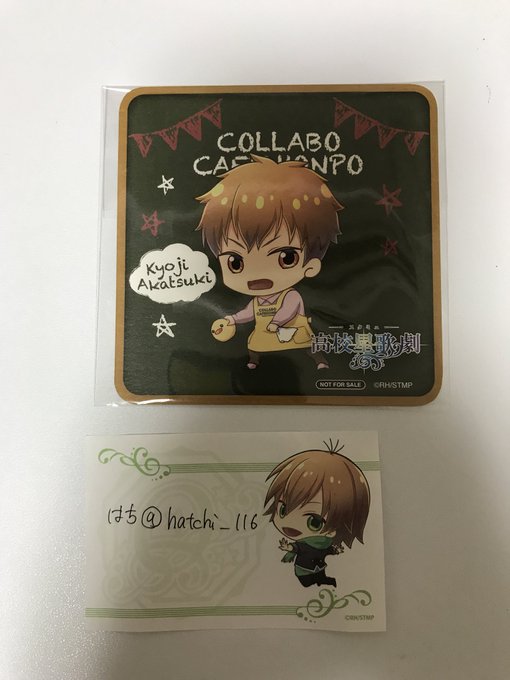 COLLABO
CAFE HONPO
Kyoji
Akatsuki
COLLABO
高校星歌劇
NOT FOR SALE
©RH/STMP
はち@hatchi_116
©RH/STMP